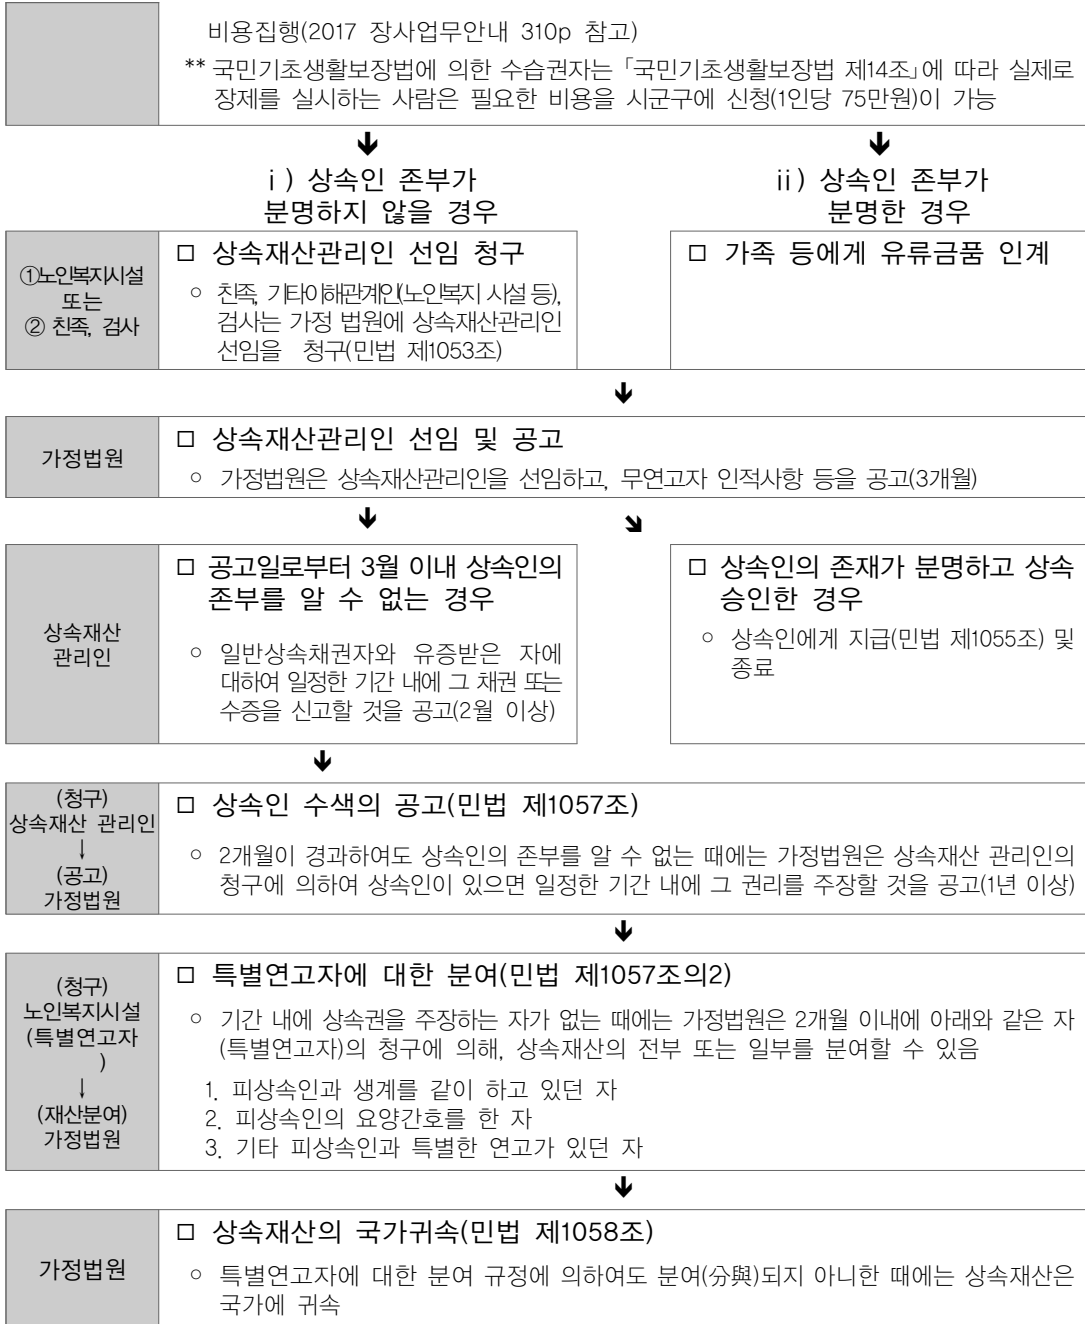 비용집행(2017 장사업무안내 310p 참고)
** 국민기초생활보장법에 의한 수습권자는 「국민기초생활보장법 제14조」에 따라 실제로
장제를 실시하는 사람은 필요한 비용을 시군구에 신청(1인당 75만원)이 가능
ⅰ) 상속인 존부가
분명하지 않을 경우
ⅱ) 상속인 존부가
분명한 경우
①노인복지시설
또는
② 친족, 검사
□ 상속재산관리인 선임 청구
○ 친족, 기타이해관계인(노인복지 시설 등),
검사는 가정 법원에 상속재산관리인
선임을 청구(민법 제1053조)
□ 가족 등에게 유류금품 인계
가정법원
□ 상속재산관리인 선임 및 공고
○ 가정법원은 상속재산관리인을 선임하고, 무연고자 인적사항 등을 공고(3개월)
상속재산
관리인
□ 공고일로부터 3월 이내 상속인의
존부를 알 수 없는 경우
○ 일반상속채권자와 유증받은 자에
대하여 일정한 기간 내에 그 채권 또는
수증을 신고할 것을 공고(2월 이상)
□ 상속인의 존재가 분명하고 상속
승인한 경우
○ 상속인에게 지급(민법 제1055조) 및
종료
(청구)
상속재산 관리인
↓
(공고)
가정법원
□ 상속인 수색의 공고(민법 제1057조)
○ 2개월이 경과하여도 상속인의 존부를 알 수 없는 때에는 가정법원은 상속재산 관리인의
청구에 의하여 상속인이 있으면 일정한 기간 내에 그 권리를 주장할 것을 공고(1년 이상)
(청구)
노인복지시설
(특별연고자
)
↓
(재산분여)
가정법원
□ 특별연고자에 대한 분여(민법 제1057조의2)
○ 기간 내에 상속권을 주장하는 자가 없는 때에는 가정법원은 2개월 이내에 아래와 같은 자
(특별연고자)의 청구에 의해, 상속재산의 전부 또는 일부를 분여할 수 있음
1. 피상속인과 생계를 같이 하고 있던 자
2. 피상속인의 요양간호를 한 자
3. 기타 피상속인과 특별한 연고가 있던 자
가정법원
□ 상속재산의 국가귀속(민법 제1058조)
○ 특별연고자에 대한 분여 규정에 의하여도 분여(分與)되지 아니한 때에는 상속재산은
국가에 귀속